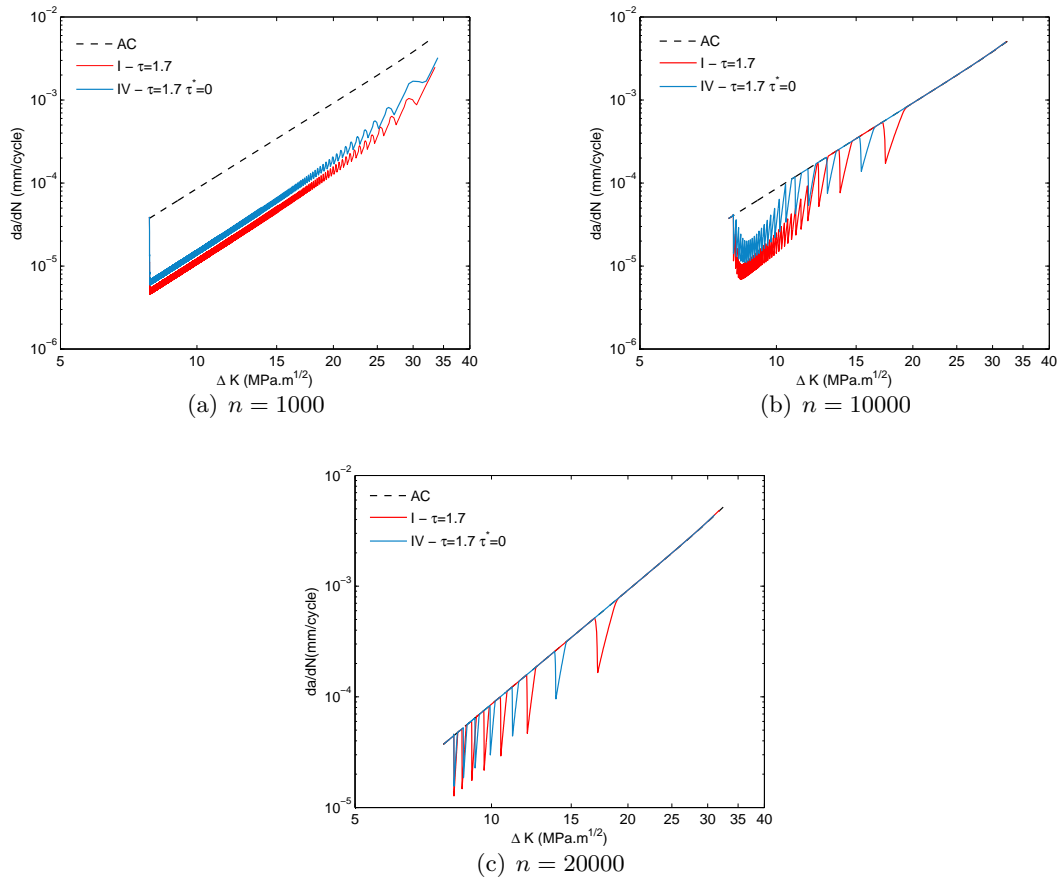 10⁻²
10⁻³
10⁻⁴
10⁻⁵
10⁻⁶
da/dN (mm/cycle)
AC
I − τ=1.7
IV − τ=1.7 τ*=0
5 10 15 20 25 30 35 40
Δ K (MPa.m^1/2)
(a) n = 1000
10⁻²
10⁻³
10⁻⁴
10⁻⁵
10⁻⁶
da/dN (mm/cycle)
AC
I − τ=1.7
IV − τ=1.7 τ*=0
5 10 15 20 25 30 35 40
Δ K (MPa.m^1/2)
(b) n = 10000
10⁻²
10⁻³
10⁻⁴
10⁻⁵
da/dN(mm/cycle)
AC
I − τ=1.7
IV − τ=1.7 τ*=0
5 10 15 20 25 30 35 40
Δ K (MPa.m^1/2)
(c) n = 20000